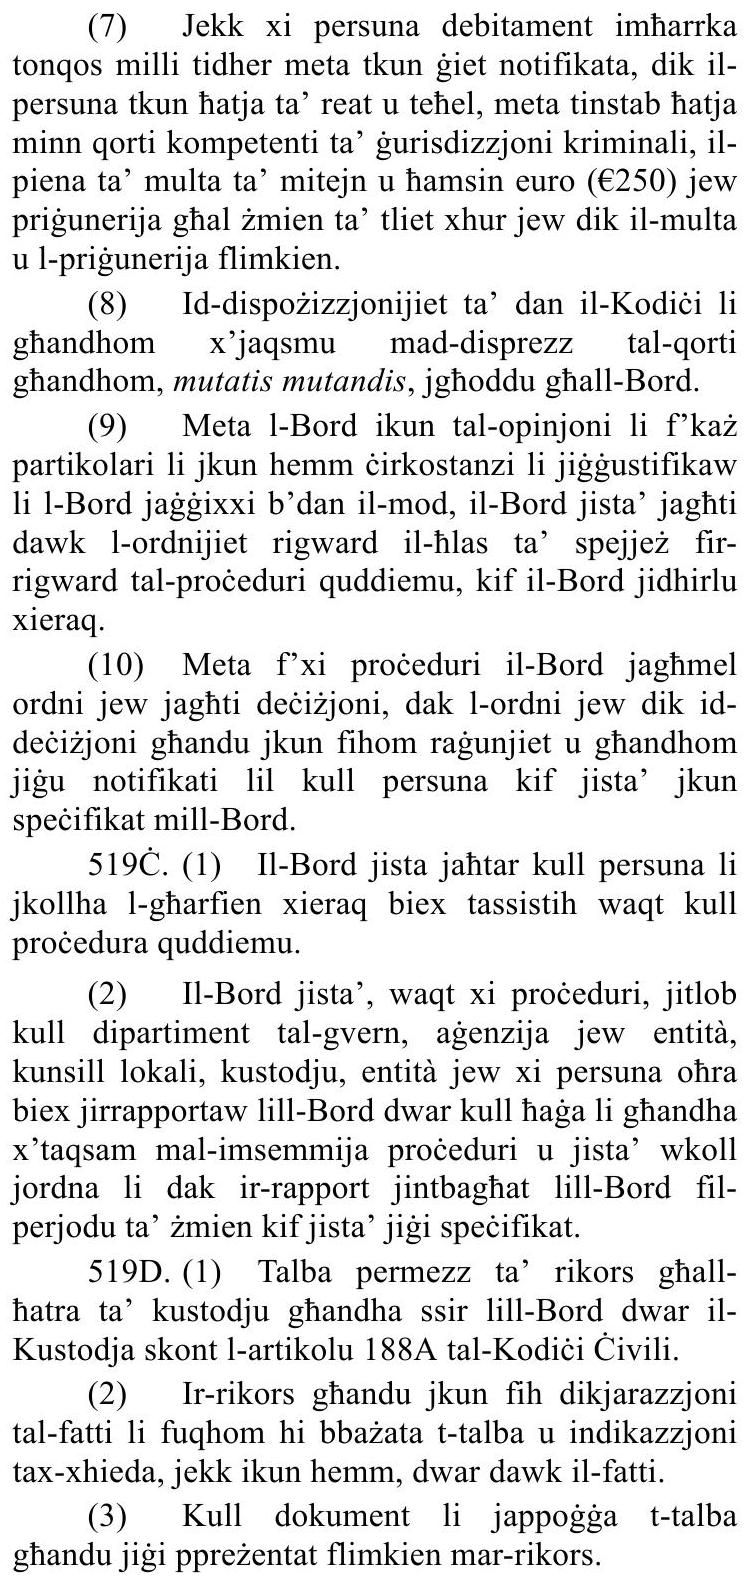 (7) Jekk xi persuna debitament imħarrka
tonqos milli tidher meta tkun ġiet notifikata, dik il-
persuna tkun ħatja ta’ reat u teħel, meta tinstab ħatja
minn qorti kompetenti ta’ ġurisdizzjoni kriminali, il-
piena ta’ multa ta’ mitejn u ħamsin euro (€250) jew
priġunerija għal żmien ta’ tliet xhur jew dik il-multa
u l-priġunerija flimkien.
(8) Id-dispożizzjonijiet ta’ dan il-Kodiċi li
għandhom x’jaqsmu mad-disprezz tal-qorti
għandhom, mutatis mutandis, jgħoddu għall-Bord.
(9) Meta l-Bord ikun tal-opinjoni li f’każ
partikolari li jkun hemm ċirkostanzi li jiġġustifikaw
li l-Bord jaġġixxi b’dan il-mod, il-Bord jista’ jagħti
dawk l-ordnijiet rigward il-ħlas ta’ spejjeż fir-
rigward tal-proċeduri quddiemu, kif il-Bord jidhirlu
xieraq.
(10) Meta f’xi proċeduri il-Bord jagħmel
ordni jew jagħti deċiżjoni, dak l-ordni jew dik id-
deċiżjoni għandu jkun fihom raġunjiet u għandhom
jiġu notifikati lil kull persuna kif jista’ jkun
speċifikat mill-Bord.
519Ċ. (1) Il-Bord jista jaħtar kull persuna li
jkollha l-għarfien xieraq biex tassistih waqt kull
proċedura quddiemu.
(2) Il-Bord jista’, waqt xi proċeduri, jitlob
kull dipartiment tal-gvern, aġenzija jew entità,
kunsill lokali, kustodju, entità jew xi persuna oħra
biex jirrapportaw lill-Bord dwar kull ħaġa li għandha
x’taqsam mal-imsemmija proċeduri u jista’ wkoll
jordna li dak ir-rapport jintbagħat lill-Bord fil-
perjodu ta’ żmien kif jista’ jiġi speċifikat.
519D. (1) Talba permezz ta’ rikors għall-
ħatra ta’ kustodju għandha ssir lill-Bord dwar il-
Kustodja skont l-artikolu 188A tal-Kodiċi Ċivili.
(2) Ir-rikors għandu jkun fih dikjarazzjoni
tal-fatti li fuqhom hi bbażata t-talba u indikazzjoni
tax-xhieda, jekk ikun hemm, dwar dawk il-fatti.
(3) Kull dokument li jappoġġa t-talba
għandu jiġi ppreżentat flimkien mar-rikors.